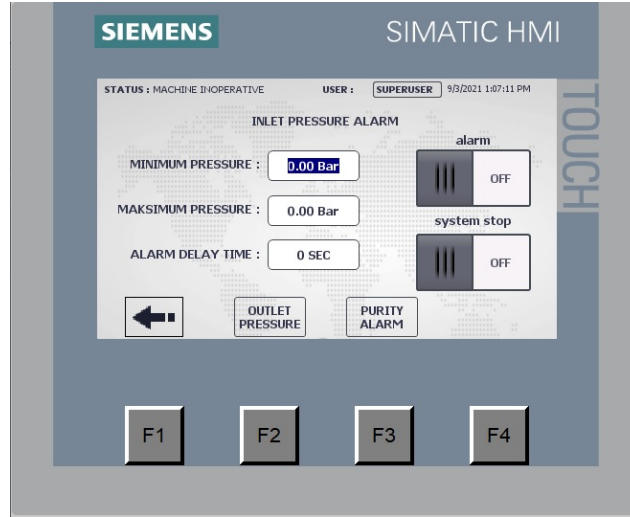 SIEMENS
SIMATIC HMI
TOUCH
STATUS : MACHINE INOPERATIVE USER : SUPERUSER 9/3/2021 1:07:11 PM
INLET PRESSURE ALARM
alarm
MINIMUM PRESSURE : 0.00 Bar
OFF
MAKSIMUM PRESSURE : 0.00 Bar
system stop
ALARM DELAY TIME : 0 SEC
OFF
OUTLET
PRESSURE
PURITY
ALARM
F1 F2 F3 F4